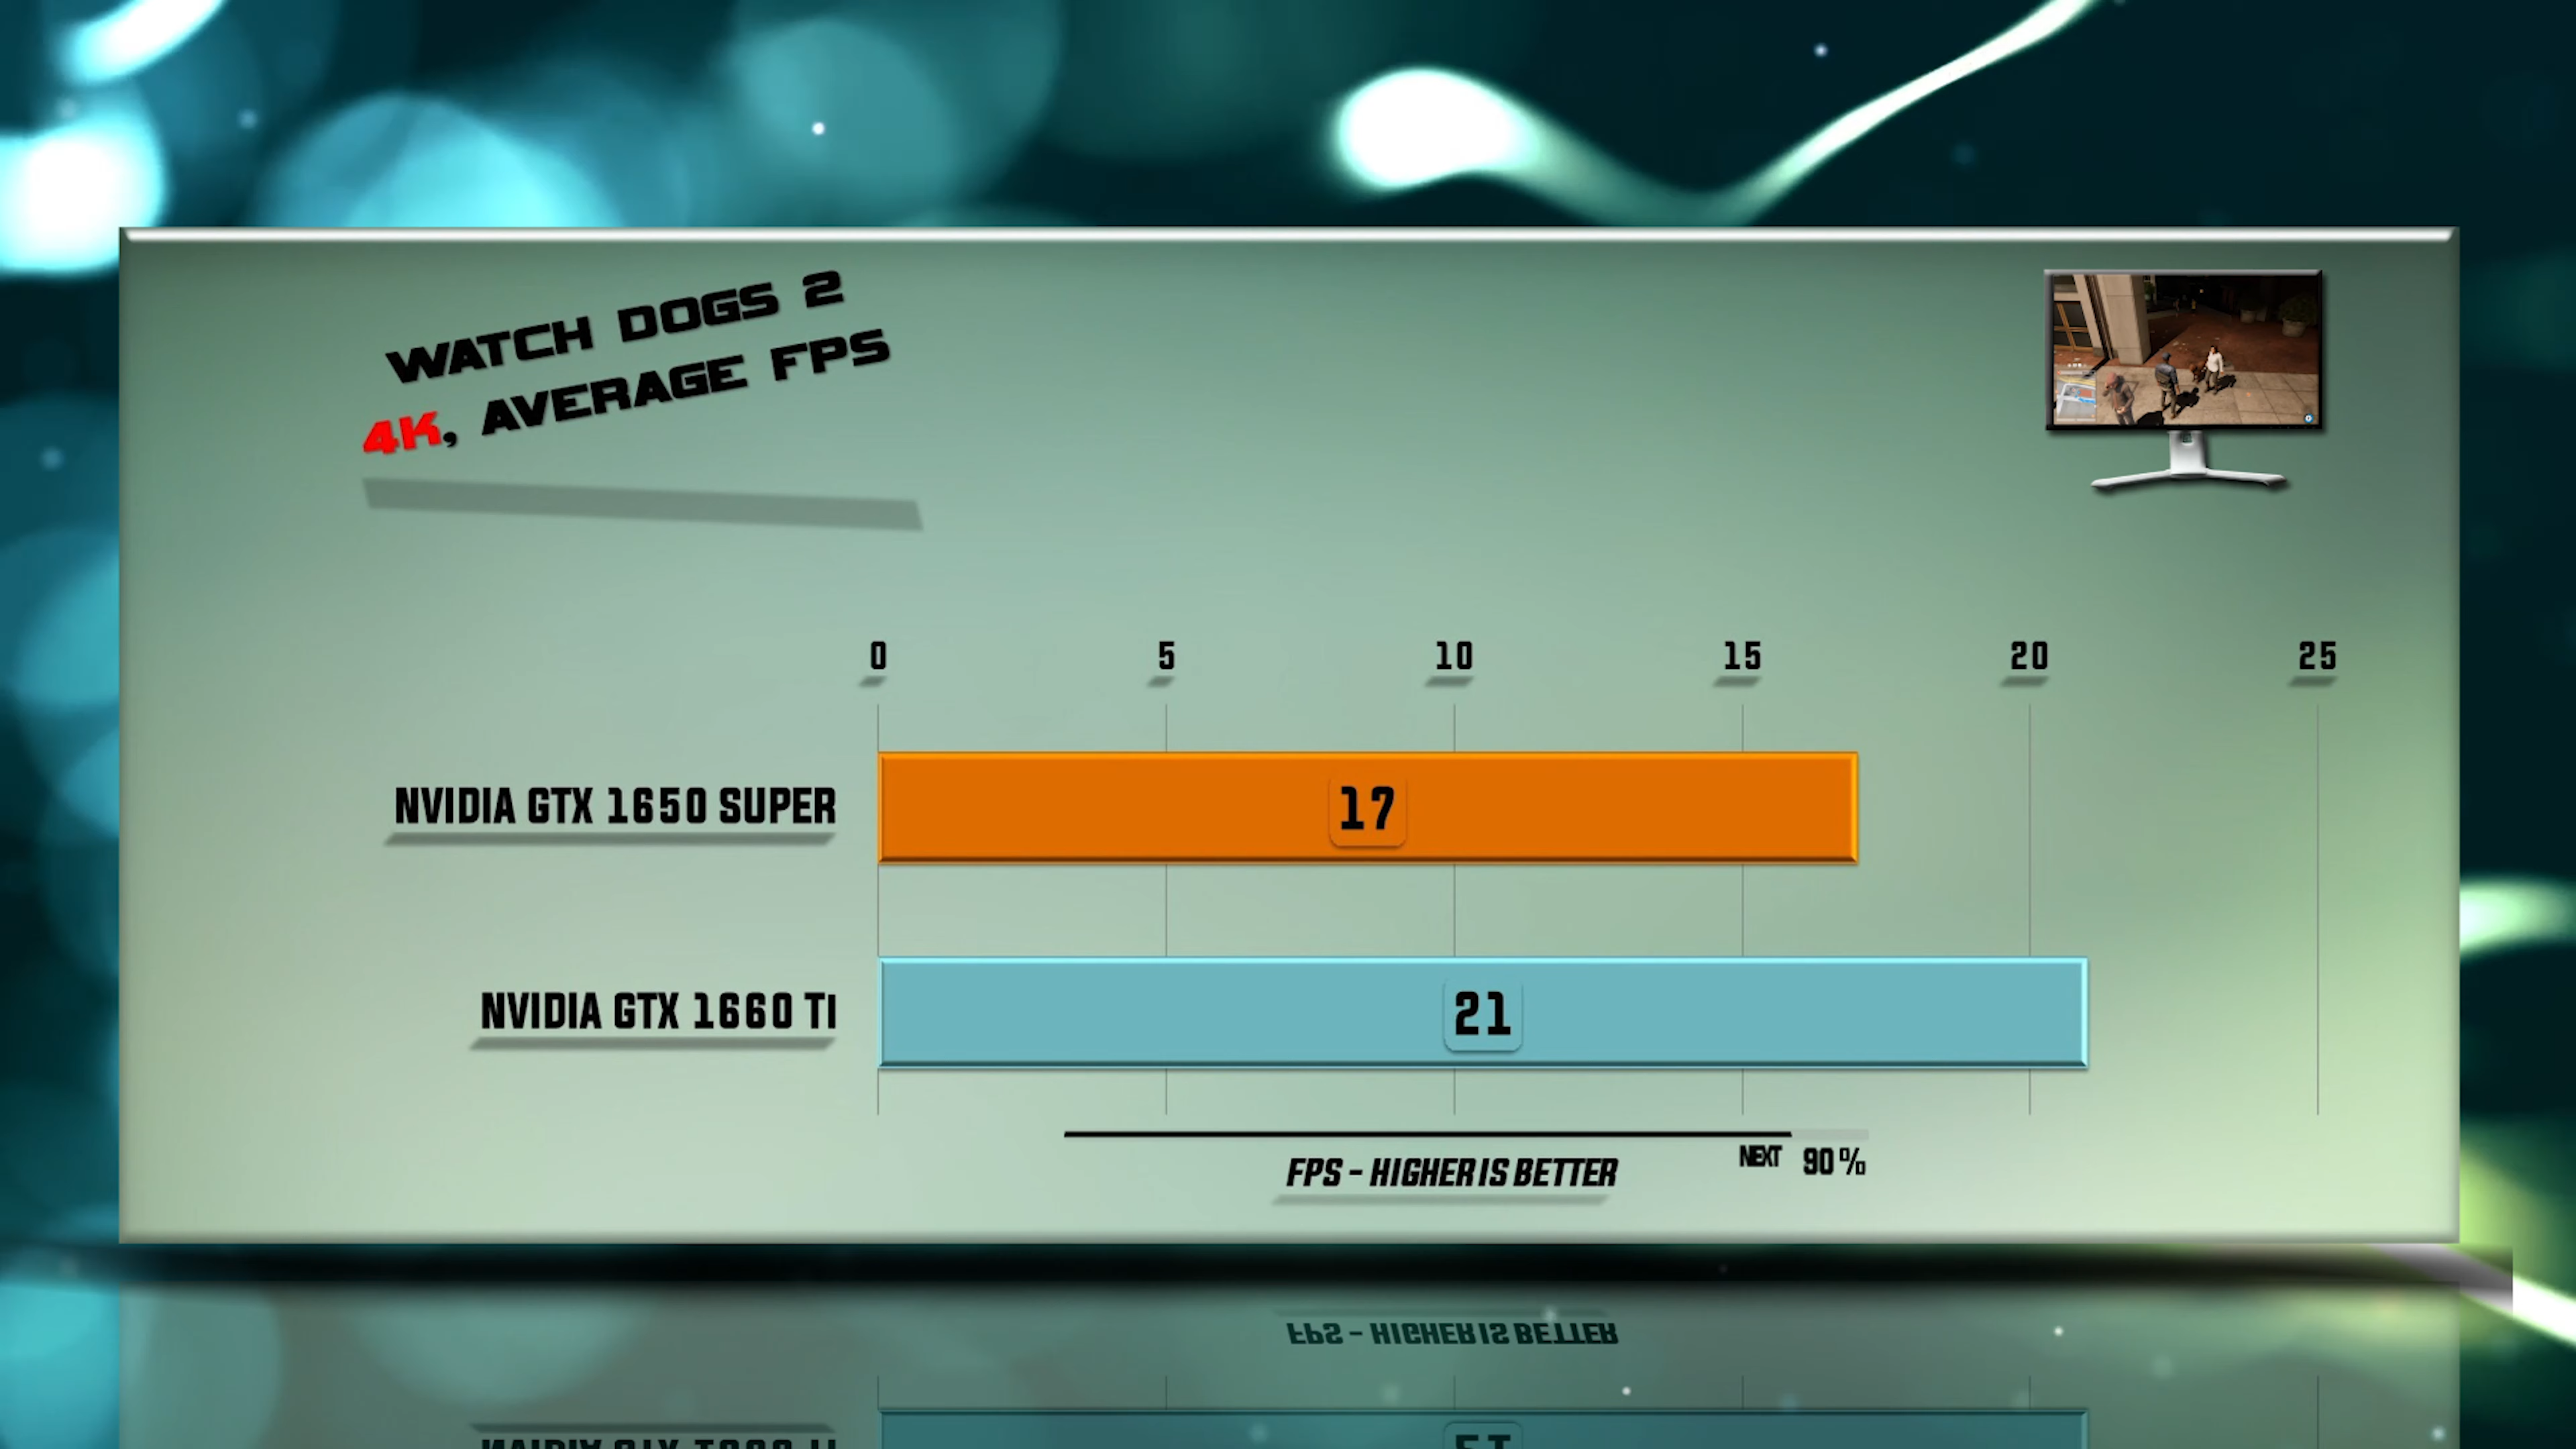 WATCH DOGS 2
4K, AVERAGE FPS
0 5 10 15 20 25
NVIDIA GTX 1650 SUPER 17
NVIDIA GTX 1660 TI 21
NEXT 90%
FPS - HIGHER IS BETTER